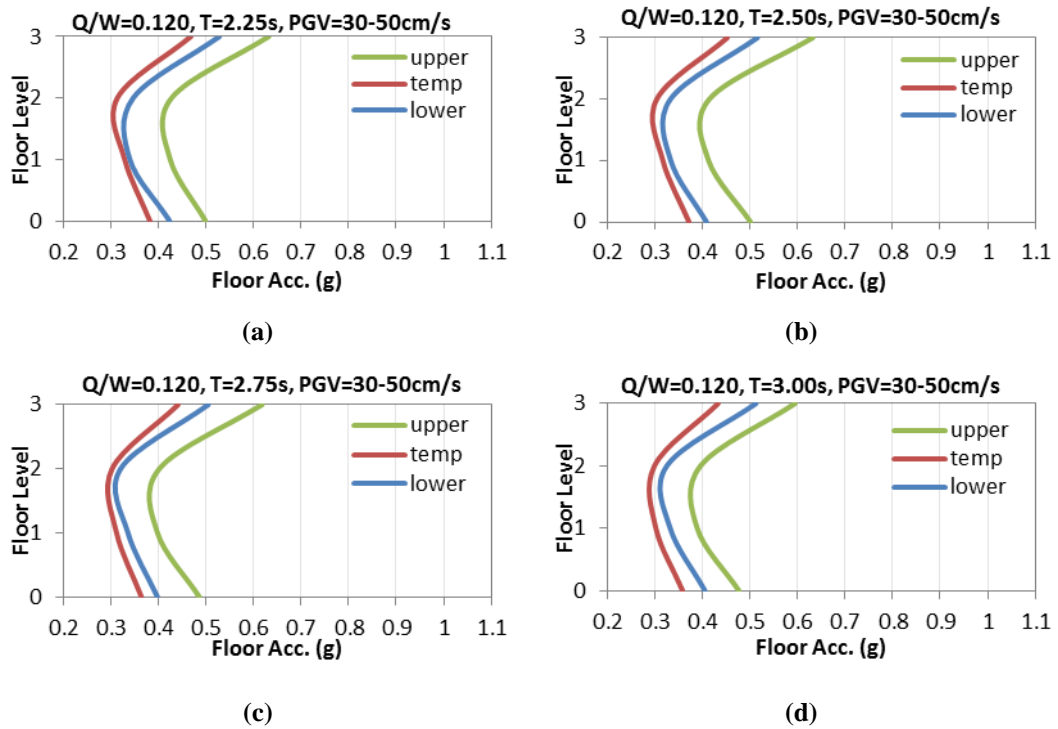 Q/W=0.120, T=2.25s, PGV=30-50cm/s
3
2
1
0
Floor Level
upper
temp
lower
0.2 0.3 0.4 0.5 0.6 0.7 0.8 0.9 1 1.1
Floor Acc. (g)
(a)
Q/W=0.120, T=2.50s, PGV=30-50cm/s
3
2
1
0
Floor Level
upper
temp
lower
0.2 0.3 0.4 0.5 0.6 0.7 0.8 0.9 1 1.1
Floor Acc. (g)
(b)
Q/W=0.120, T=2.75s, PGV=30-50cm/s
3
2
1
0
Floor Level
upper
temp
lower
0.2 0.3 0.4 0.5 0.6 0.7 0.8 0.9 1 1.1
Floor Acc. (g)
(c)
Q/W=0.120, T=3.00s, PGV=30-50cm/s
3
2
1
0
Floor Level
upper
temp
lower
0.2 0.3 0.4 0.5 0.6 0.7 0.8 0.9 1 1.1
Floor Acc. (g)
(d)